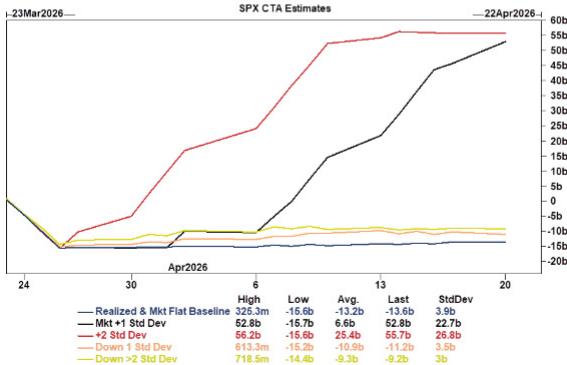 SPX CTA Estimates
23Mar2026 22Apr2026
60b
55b
50b
45b
40b
35b
30b
25b
20b
15b
10b
5b
0
-5b
-10b
-15b
-20b
Apr2026
24 30 6 13 20
High Low Avg. Last StdDev
Realized & Mkt Flat Baseline 325.3m -15.6b -13.2b -13.6b 3.9b
Mkt +1 Std Dev 52.8b -15.7b 6.6b 52.8b 22.7b
+2 Std Dev 56.2b -15.6b 25.4b 55.7b 26.8b
Down 1 Std Dev 613.3m -15.2b -10.9b -11.2b 3.5b
Down >2 Std Dev 718.5m -14.4b -9.3b -9.2b 3b